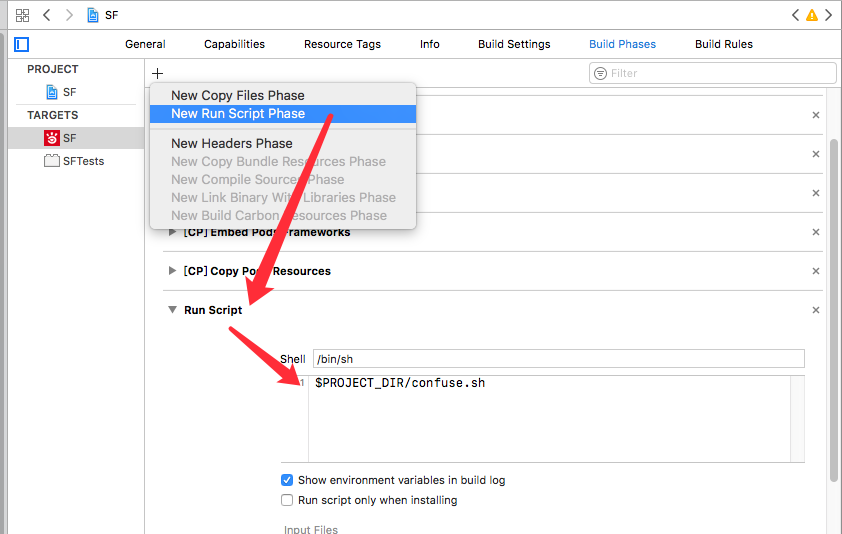 SF
General Capabilities Resource Tags Info Build Settings Build Phases Build Rules
PROJECT
SF
TARGETS
SF
SFTests
Filter
New Copy Files Phase
New Run Script Phase
New Headers Phase
New Copy Bundle Resources Phase
New Compile Sources Phase
New Link Binary With Libraries Phase
New Build Carbon Resources Phase
[CP] Embed Pods Frameworks
[CP] Copy Pods Resources
Run Script
Shell /bin/sh
1 $PROJECT_DIR/confuse.sh
Show environment variables in build log
Run script only when installing
Input Files